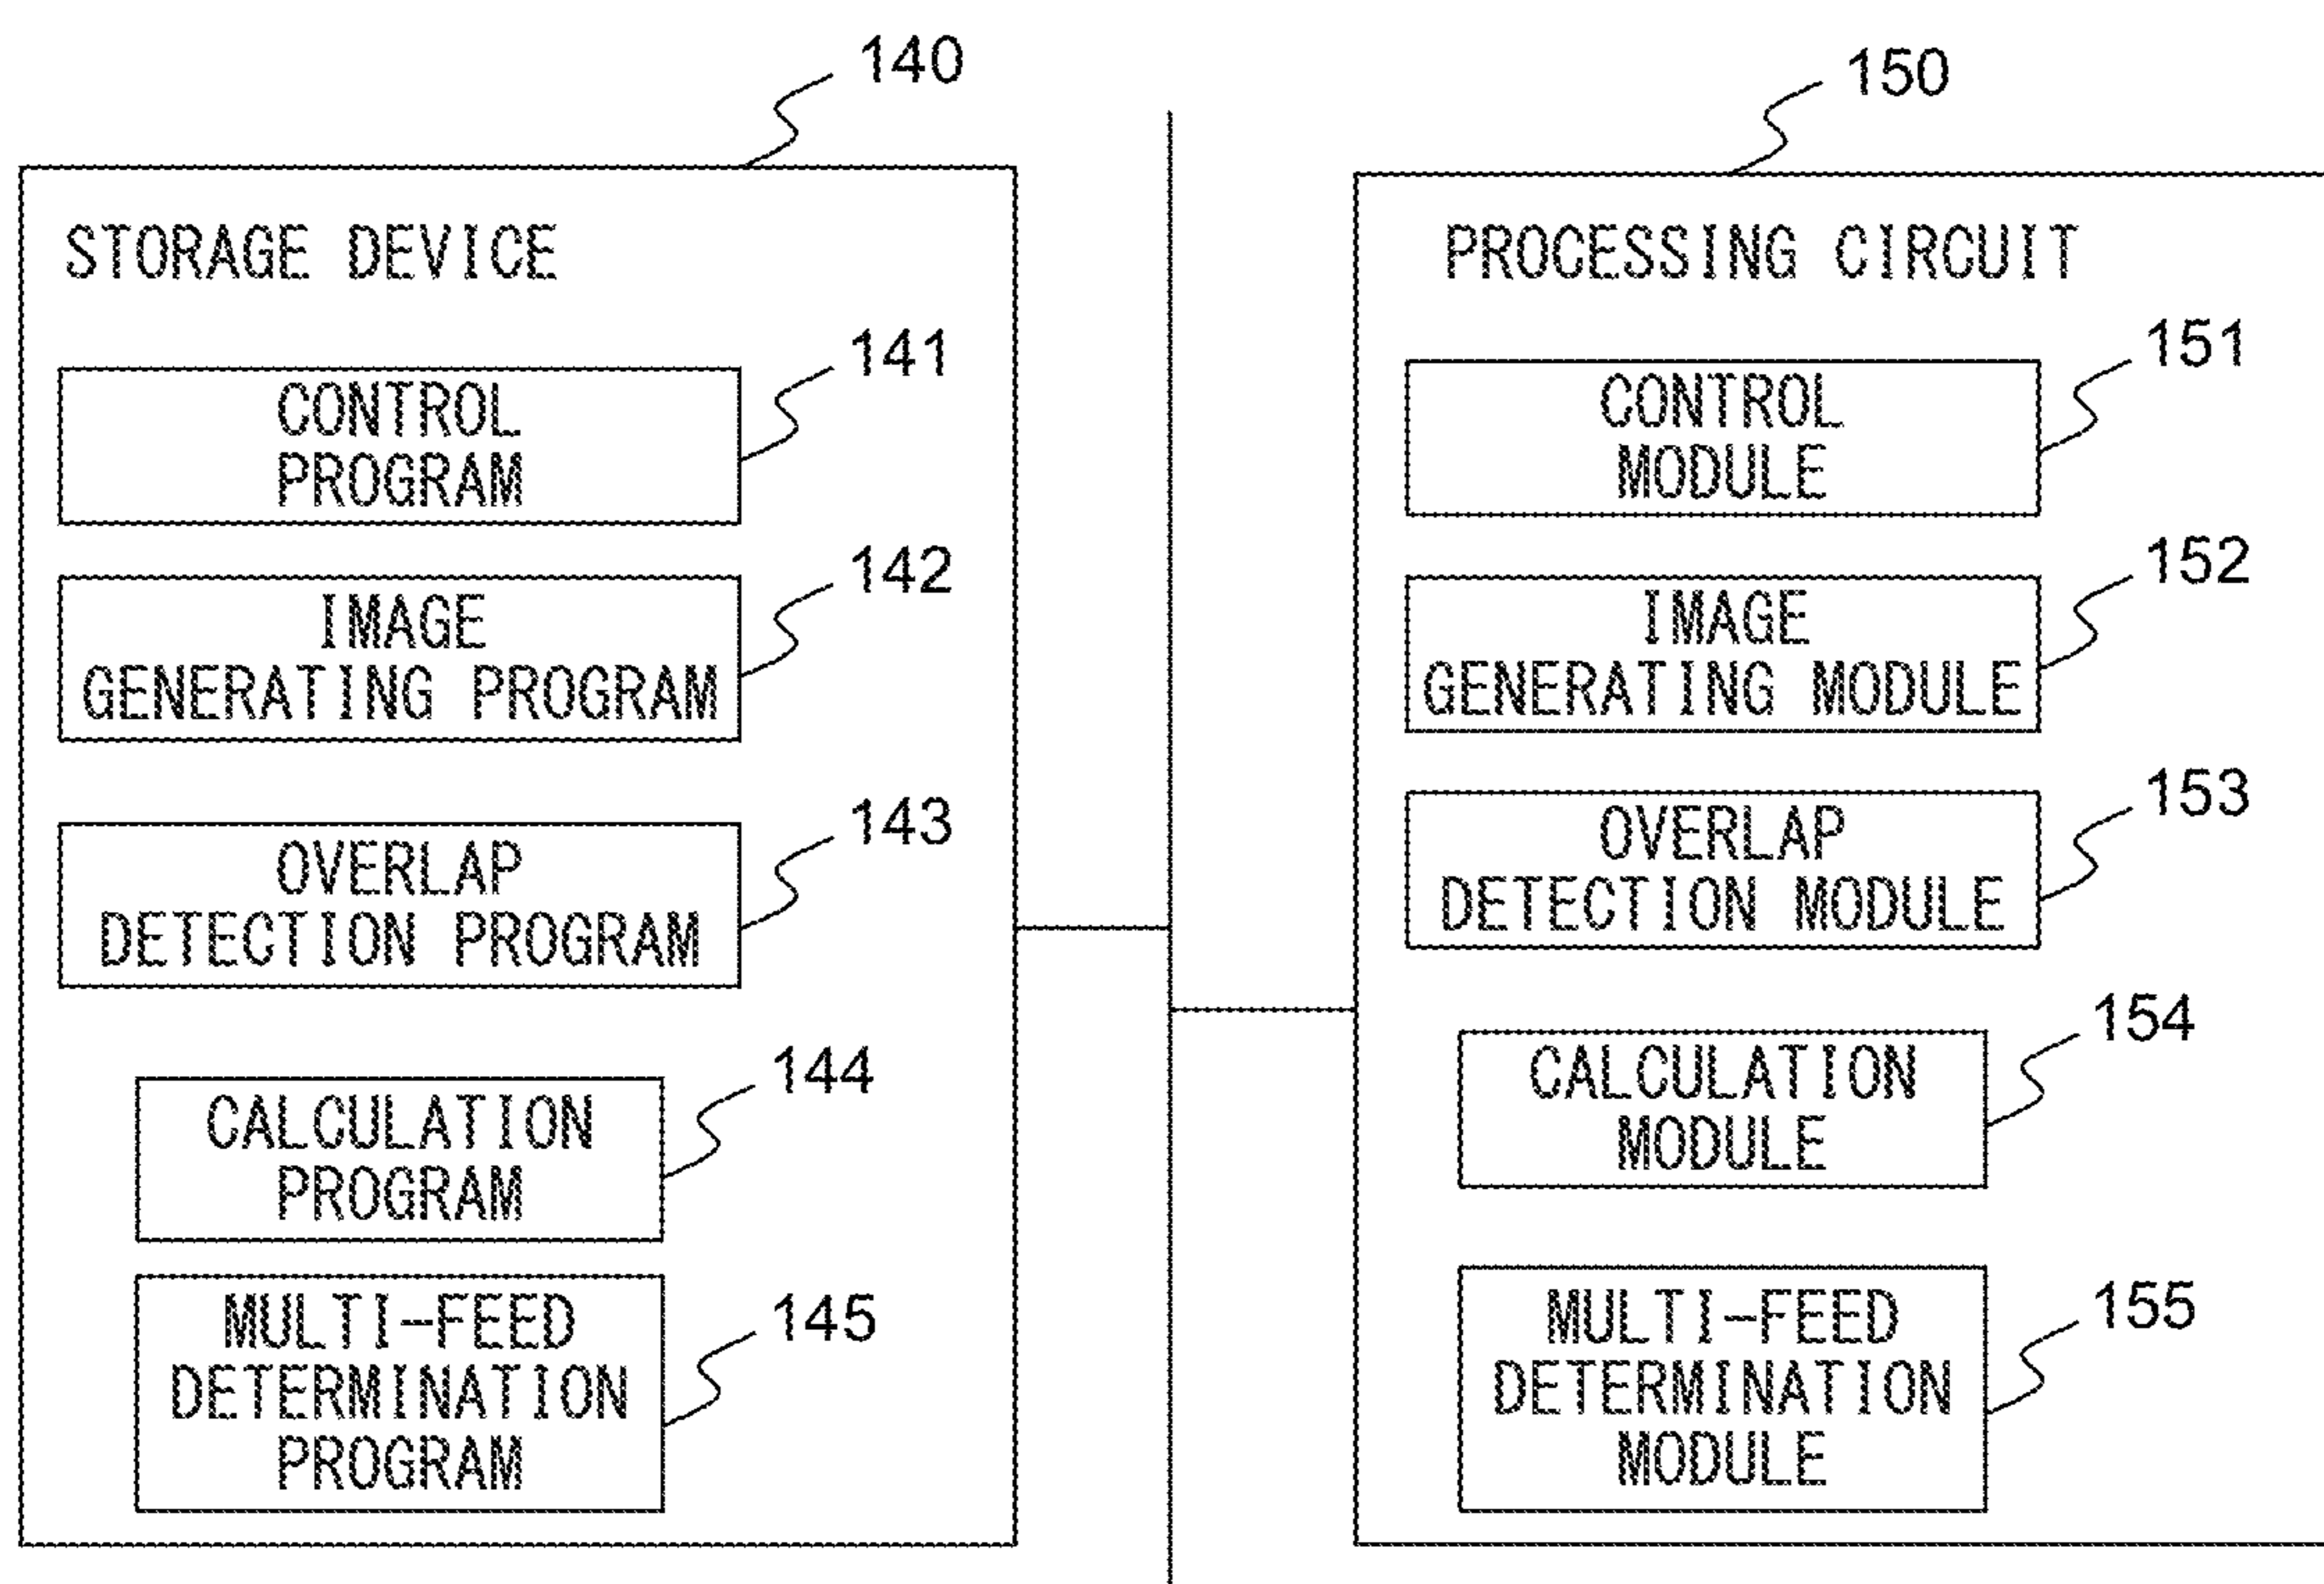 140
STORAGE DEVICE
141
CONTROL
PROGRAM
142
IMAGE
GENERATING PROGRAM
143
OVERLAP
DETECTION PROGRAM
144
CALCULATION
PROGRAM
145
MULTI-FEED
DETERMINATION
PROGRAM
150
PROCESSING CIRCUIT
151
CONTROL
MODULE
152
IMAGE
GENERATING MODULE
153
OVERLAP
DETECTION MODULE
154
CALCULATION
MODULE
155
MULTI-FEED
DETERMINATION
MODULE